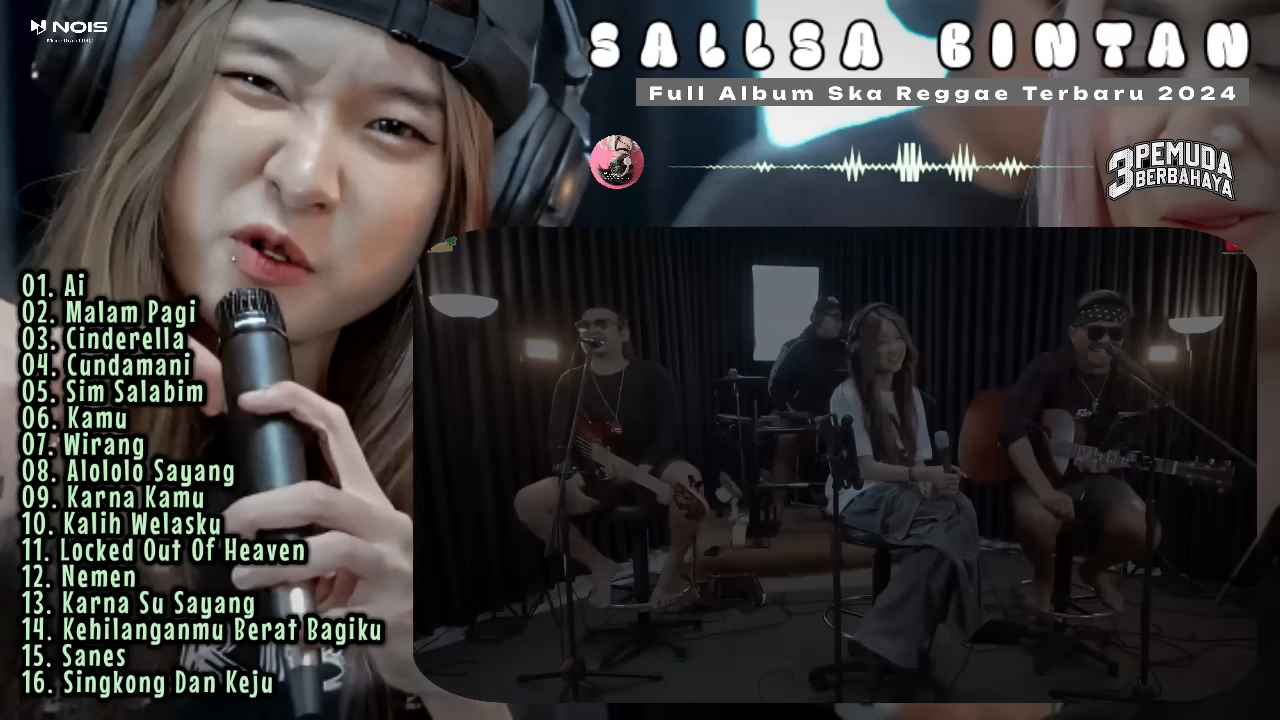 NOIS
SALLSA BINTAN
Full Album Ska Reggae Terbaru 2024
3 PEMUDA
BERBAHAYA
01. Ai
02. Malam Pagi
03. Cinderella
04. Cundamani
05. Sim Salabim
06. Kamu
07. Wirang
08. Alololo Sayang
09. Karna Kamu
10. Kalih Welasku
11. Locked Out Of Heaven
12. Nemen
13. Karna Su Sayang
14. Kehilanganmu Berat Bagiku
15. Sanes
16. Singkong Dan Keju